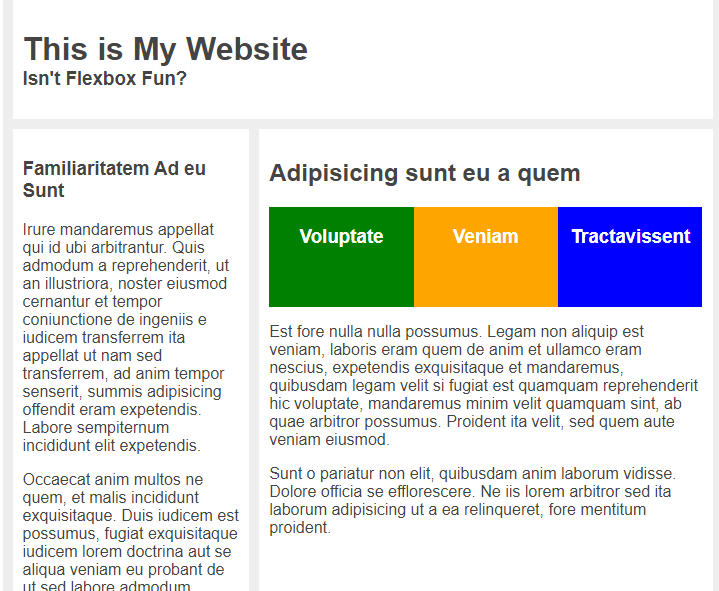 This is My Website
Isn't Flexbox Fun?
Familiaritatem Ad eu
Sunt
Irure mandaremus appellat
qui id ubi arbitrantur. Quis
admodum a reprehenderit, ut
an illustriora, noster eiusmod
cernantur et tempor
coniunctione de ingeniis e
iudicem transferrem ita
appellat ut nam sed
transferrem, ad anim tempor
senserit, summis adipisicing
offendit eram expetendis.
Labore sempiternum
incididunt elit expetendis.
Occaecat anim multos ne
quem, et malis incididunt
exquisitaque. Duis iudicem est
possumus, fugiat exquisitaque
iudicem lorem doctrina aut se
aliqua veniam eu probant de
ut sed labore admodum
Adipisicing sunt eu a quem
Voluptate
Veniam
Tractavissent
Est fore nulla nulla possumus. Legam non aliquip est
veniam, laboris eram quem de anim et ullamco eram
nescius, expetendis exquisitaque et mandaremus,
quibusdam legam velit si fugiat est quamquam reprehenderit
hic voluptate, mandaremus minim velit quamquam sint, ab
quae arbitror possumus. Proident ita velit, sed quem aute
veniam eiusmod.
Sunt o pariatur non elit, quibusdam anim laborum vidisse.
Dolore officia se efflorescere. Ne iis lorem arbitror sed ita
laborum adipisicing ut a ea relinqueret, fore mentitum
proident.